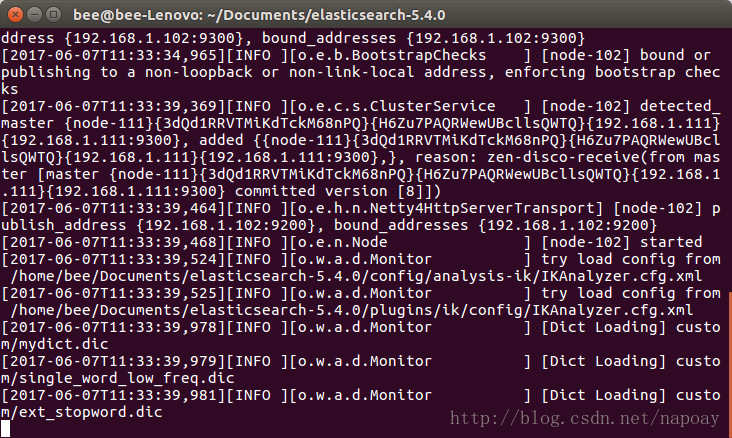 bee@bee-Lenovo: ~/Documents/elasticsearch-5.4.0
ddress {192.168.1.102:9300}, bound_addresses {192.168.1.102:9300}
[2017-06-07T11:33:34,965][INFO ][o.e.b.BootstrapChecks    ] [node-102] bound or
publishing to a non-loopback or non-link-local address, enforcing bootstrap chec
ks
[2017-06-07T11:33:39,369][INFO ][o.e.c.s.ClusterService   ] [node-102] detected_
master {node-111}{3dQd1RRVTMiKdTckM68nPQ}{H6Zu7PAQRWewUBcllsQWTQ}{192.168.1.111}
{192.168.1.111:9300}, added {{node-111}{3dQd1RRVTMiKdTckM68nPQ}{H6Zu7PAQRWewUBcl
lsQWTQ}{192.168.1.111}{192.168.1.111:9300},}, reason: zen-disco-receive(from mas
ter [master {node-111}{3dQd1RRVTMiKdTckM68nPQ}{H6Zu7PAQRWewUBcllsQWTQ}{192.168.1
.111}{192.168.1.111:9300} committed version [8]])
[2017-06-07T11:33:39,464][INFO ][o.e.h.n.Netty4HttpServerTransport] [node-102] p
ublish_address {192.168.1.102:9200}, bound_addresses {192.168.1.102:9200}
[2017-06-07T11:33:39,468][INFO ][o.e.n.Node               ] [node-102] started
[2017-06-07T11:33:39,524][INFO ][o.w.a.d.Monitor          ] try load config from
 /home/bee/Documents/elasticsearch-5.4.0/config/analysis-ik/IKAnalyzer.cfg.xml
[2017-06-07T11:33:39,525][INFO ][o.w.a.d.Monitor          ] try load config from
 /home/bee/Documents/elasticsearch-5.4.0/plugins/ik/config/IKAnalyzer.cfg.xml
[2017-06-07T11:33:39,978][INFO ][o.w.a.d.Monitor          ] [Dict Loading] custo
m/mydict.dic
[2017-06-07T11:33:39,979][INFO ][o.w.a.d.Monitor          ] [Dict Loading] custo
m/single_word_low_freq.dic
[2017-06-07T11:33:39,981][INFO ][o.w.a.d.Monitor          ] [Dict Loading] custo
m/ext_stopword.dic
http://blog.csdn.net/napoay